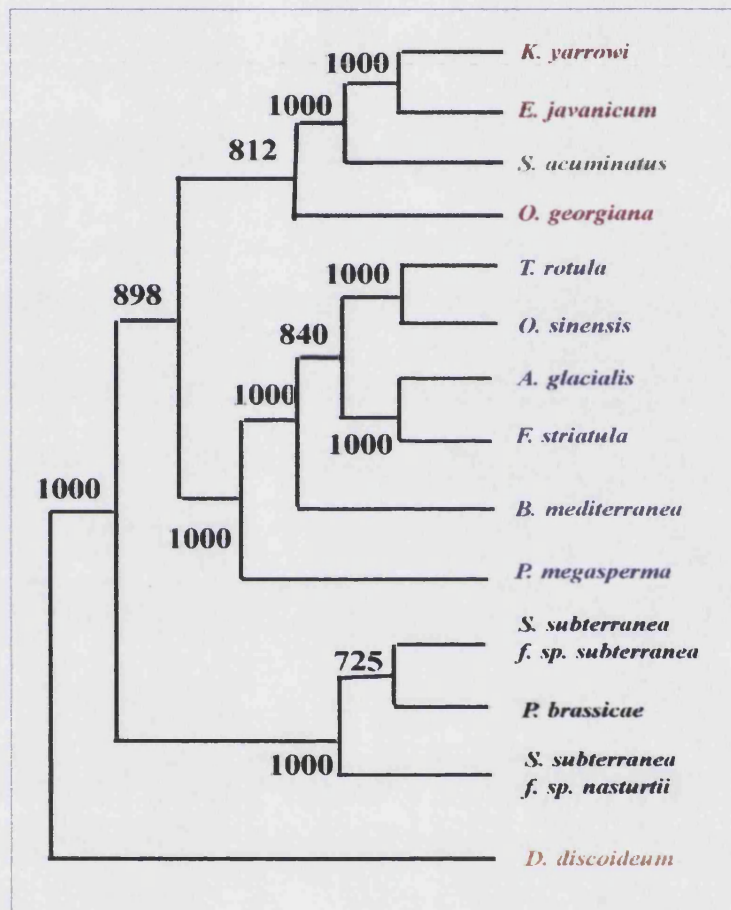 1000
K. yarrowi
1000
E. javanicum
812
S. acuminatus
O. georgiana
1000
T. rotula
898
O. sinensis
840
A. glacialis
1000
1000
F. striatula
1000
B. mediterranea
1000
P. megasperma
S. subterranea
f. sp. subterranea
725
P. brassicae
1000
S. subterranea
f. sp. nasturtii
D. discoideum